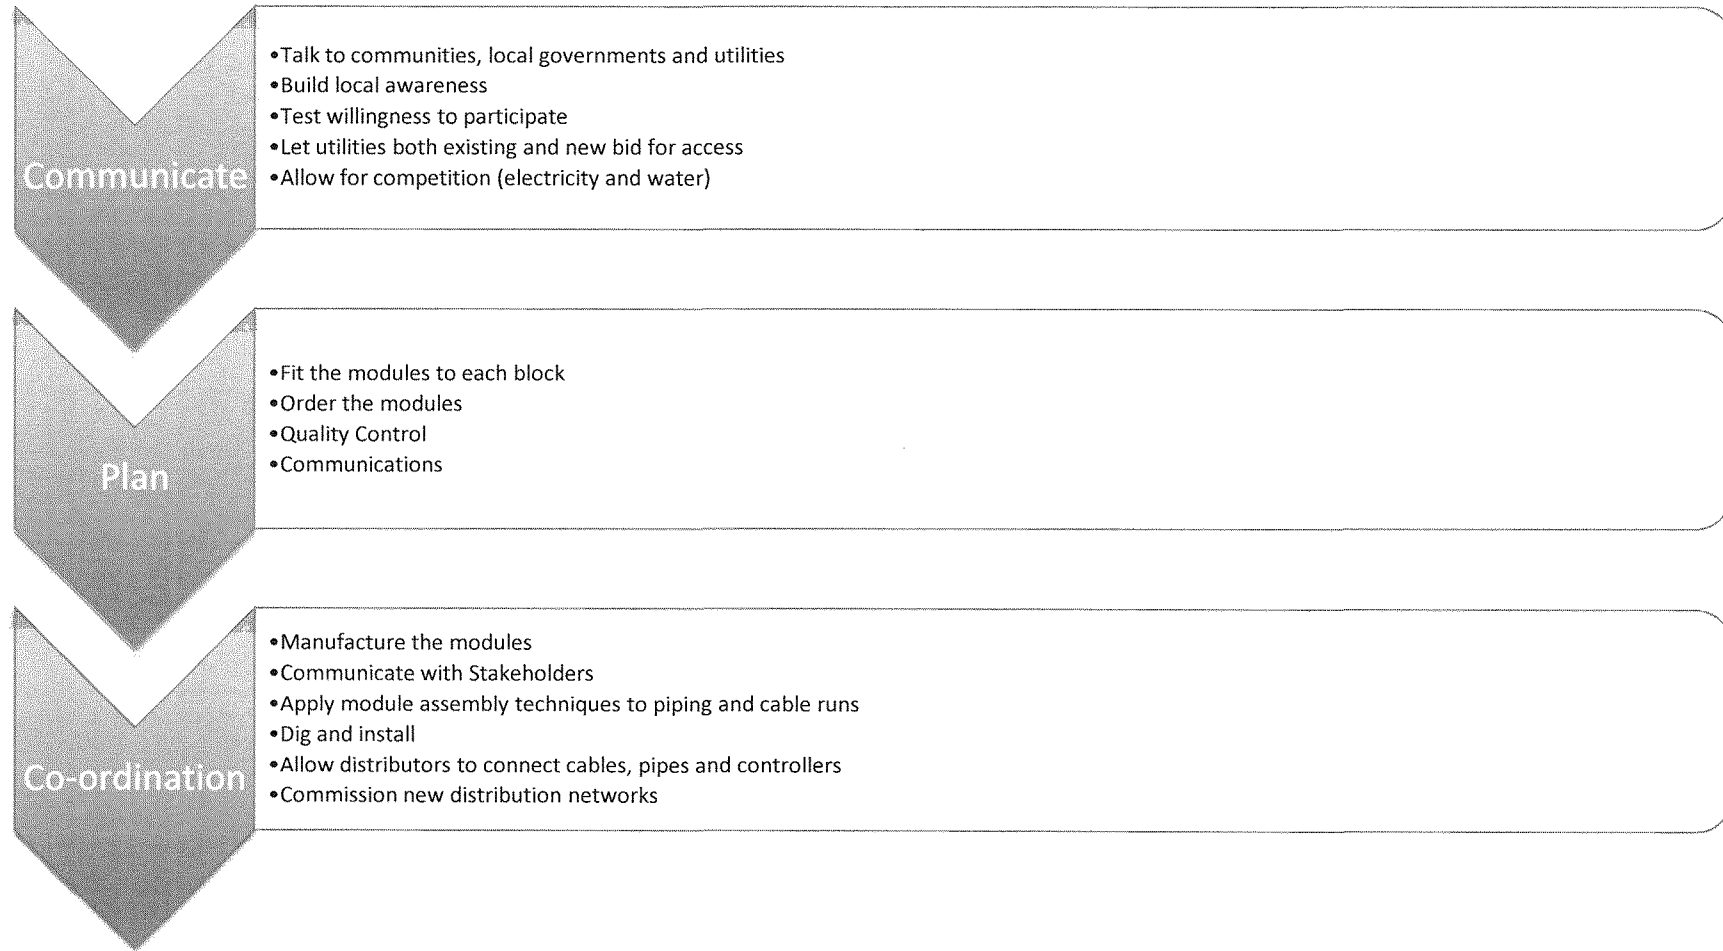 Communicate
•Talk to communities, local governments and utilities
•Build local awareness
•Test willingness to participate
•Let utilities both existing and new bid for access
•Allow for competition (electricity and water)
Plan
•Fit the modules to each block
•Order the modules
•Quality Control
•Communications
Co-ordination
•Manufacture the modules
•Communicate with Stakeholders
•Apply module assembly techniques to piping and cable runs
•Dig and install
•Allow distributors to connect cables, pipes and controllers
•Commission new distribution networks